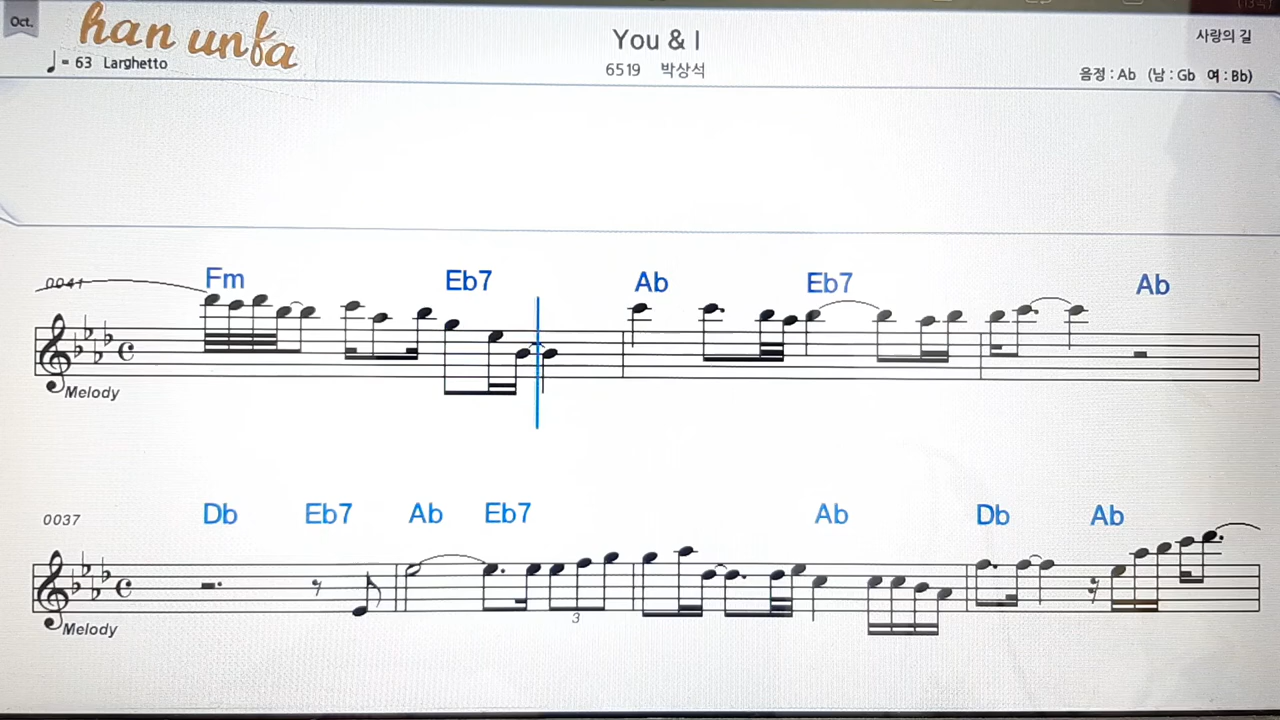 Oct.
han unfa
♩= 63 Larghetto
You & I
6519 박상석
사랑의 길
음정 : Ab (남 : Gb 여 : Bb)
0041
Fm Eb7 Ab Eb7 Ab
Melody
0037
Db Eb7 Ab Eb7 Ab Db Ab
3
Melody